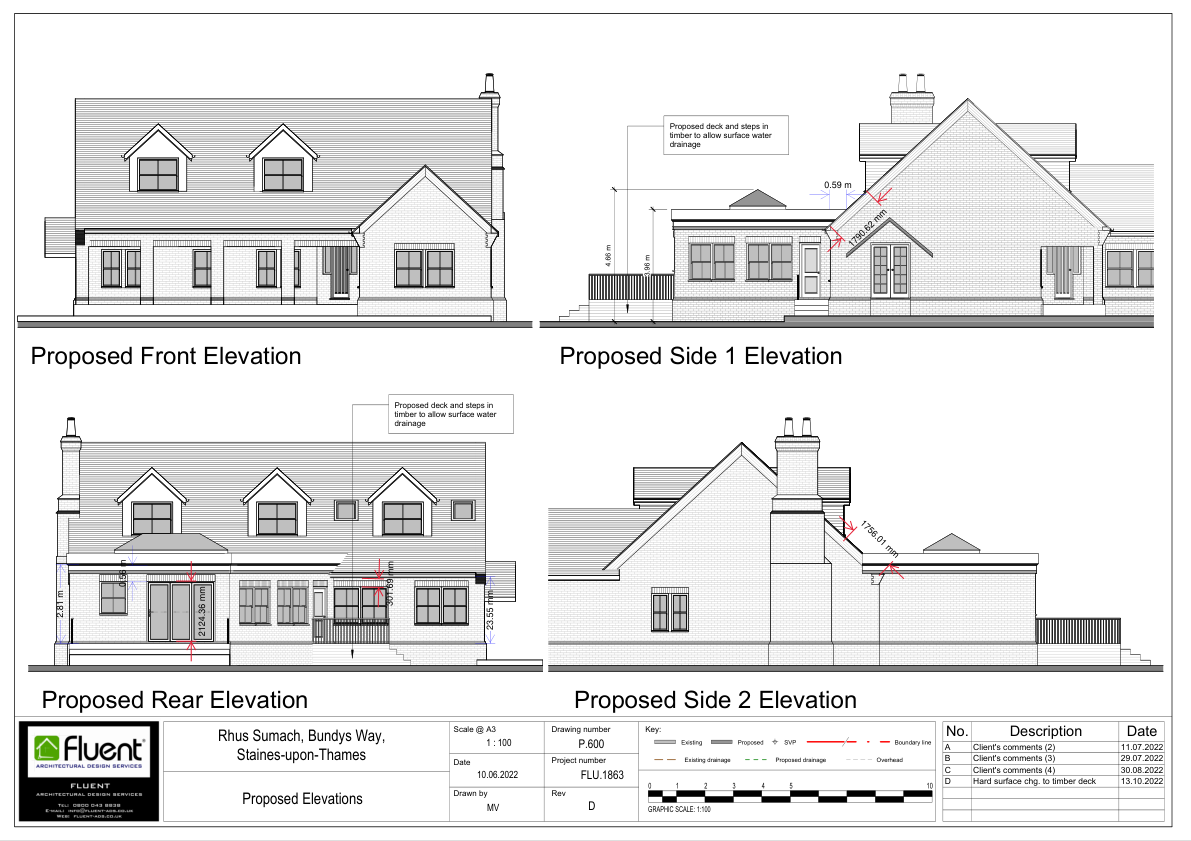 Proposed deck and steps in
timber to allow surface water
drainage
0.59 m
1790.62 mm
4.66 m
3.96 m
Proposed Front Elevation
Proposed Side 1 Elevation
Proposed deck and steps in
timber to allow surface water
drainage
0.56 m
2.81 m
2124.36 mm
301.69 mm
23.55 mm
1756.01 mm
Proposed Rear Elevation
Proposed Side 2 Elevation
Fluent
ARCHITECTURAL DESIGN SERVICES
FLUENT
ARCHITECTURAL DESIGN SERVICES
TEL: 0800 043 8838
E-MAIL: INFO@FLUENT-ADS.CO.UK
WEB: FLUENT-ADS.CO.UK
Rhus Sumach, Bundys Way,
Staines-upon-Thames
Proposed Elevations
Scale @ A3
1 : 100
Date
10.06.2022
Drawn by
MV
Drawing number
P.600
Project number
FLU.1863
Rev
D
Key:
Existing Proposed SVP Boundary line
Existing drainage Proposed drainage Overhead
0 1 2 3 4 5 10
GRAPHIC SCALE: 1:100
No. Description Date
A Client's comments (2) 11.07.2022
B Client's comments (3) 29.07.2022
C Client's comments (4) 30.08.2022
D Hard surface chg. to timber deck 13.10.2022